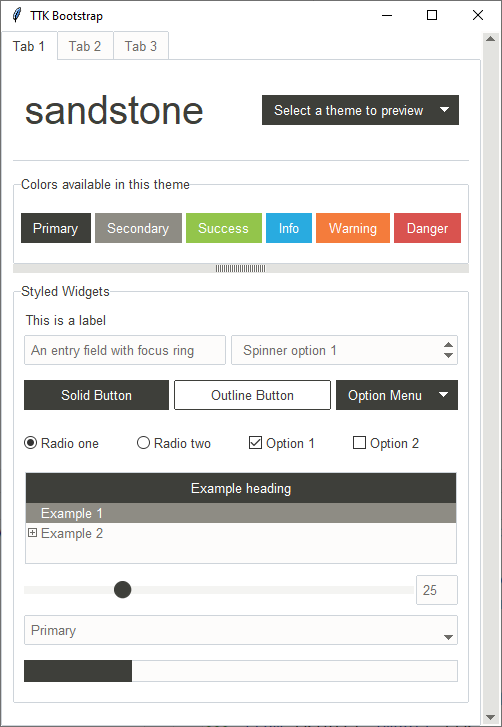 TTK Bootstrap
Tab 1 Tab 2 Tab 3
sandstone Select a theme to preview
Colors available in this theme
Primary Secondary Success Info Warning Danger
Styled Widgets
This is a label
An entry field with focus ring Spinner option 1
Solid Button Outline Button Option Menu
Radio one Radio two Option 1 Option 2
Example heading
Example 1
Example 2
25
Primary